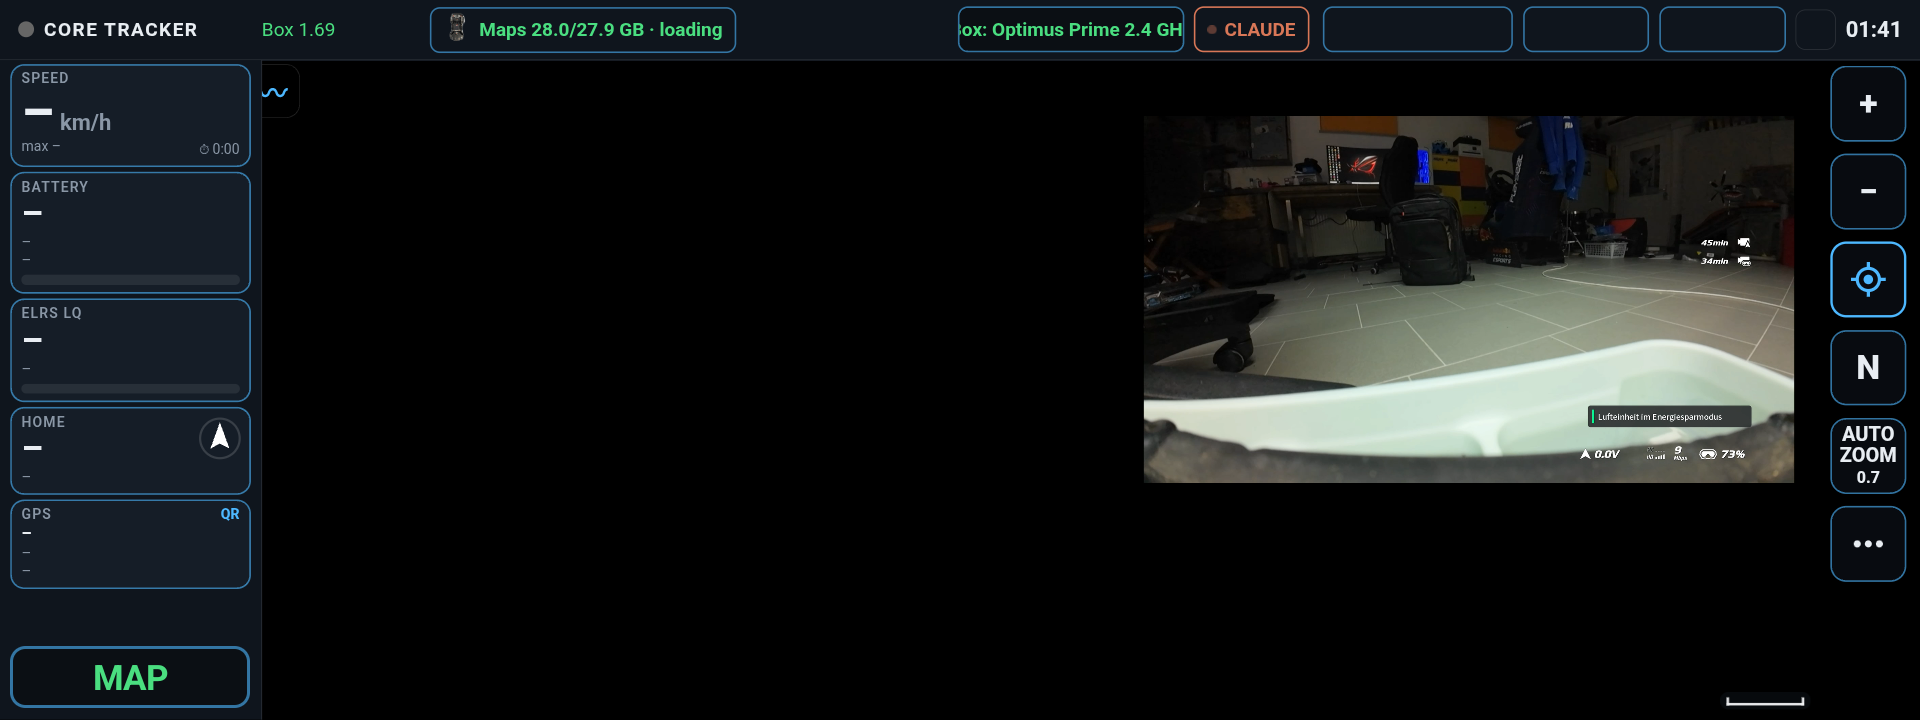 CORE TRACKER
Box 1.69
Maps 28.0/27.9 GB · loading
ox: Optimus Prime 2.4 GH
CLAUDE
01:41
SPEED
– km/h
max –
0:00
BATTERY
–
–
–
ELRS LQ
–
–
HOME
–
–
GPS
QR
–
–
–
MAP
+
–
N
AUTO
ZOOM
0.7
•••
45min
34min
Lufteinheit im Energiesparmodus
0.0V
9
Mbps
73%